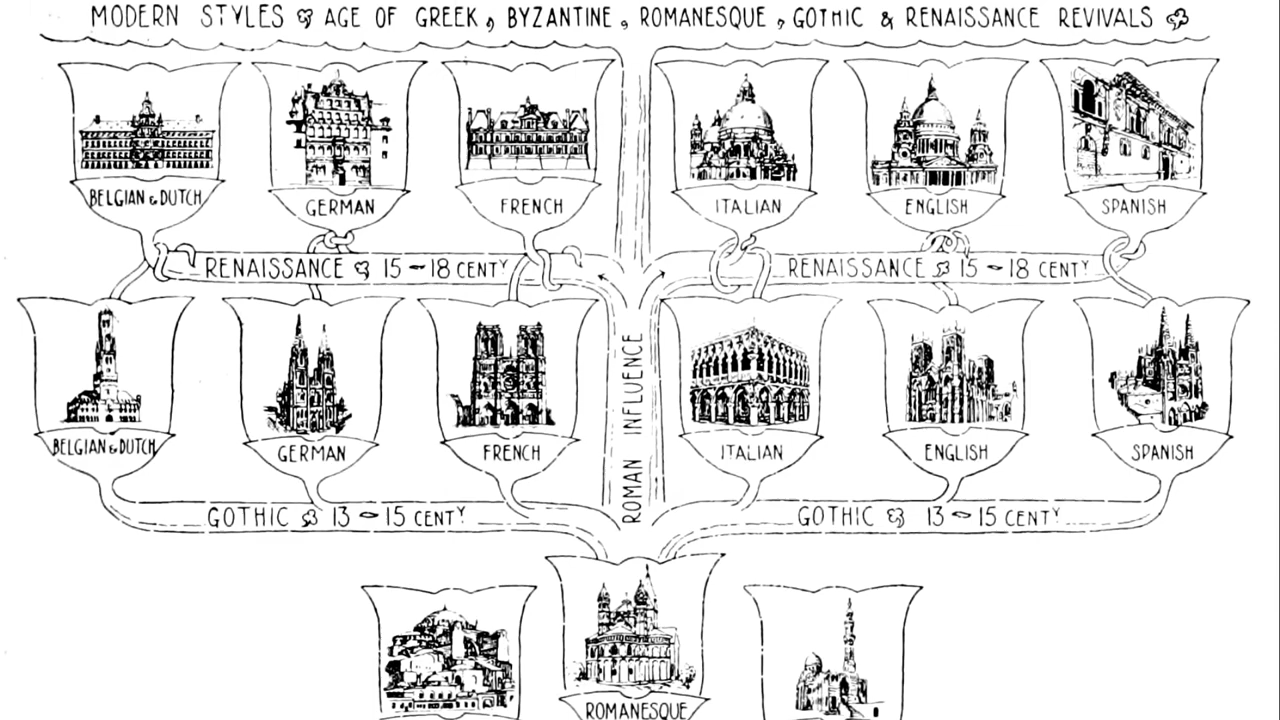 MODERN STYLES AGE OF GREEK, BYZANTINE, ROMANESQUE, GOTHIC & RENAISSANCE REVIVALS
BELGIAN & DUTCH
GERMAN
FRENCH
ITALIAN
ENGLISH
SPANISH
RENAISSANCE 15-18 CENTY
RENAISSANCE 15-18 CENTY
ROMAN INFLUENCE
BELGIAN & DUTCH
GERMAN
FRENCH
ITALIAN
ENGLISH
SPANISH
GOTHIC 13-15 CENTY
GOTHIC 13-15 CENTY
ROMANESQUE